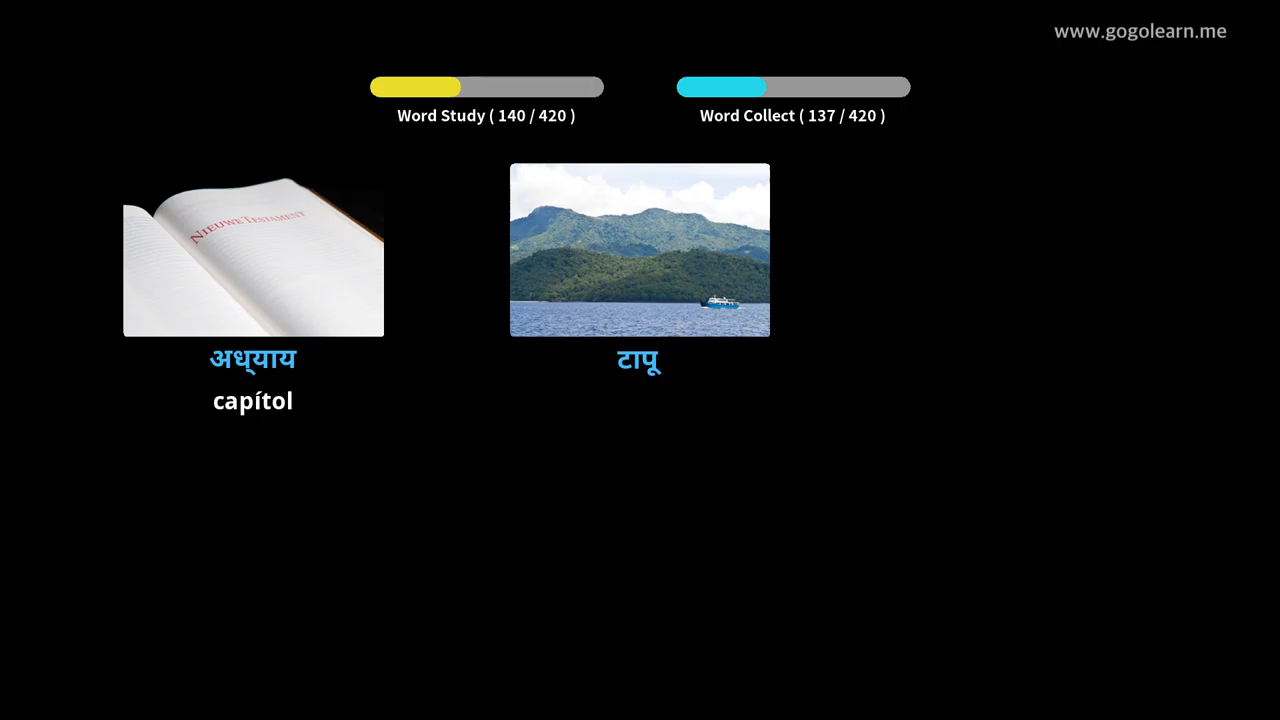 www.gogolearn.me
Word Study ( 140 / 420 )
Word Collect ( 137 / 420 )
NIEUWE TESTAMENT
अध्याय
टापू
capítol